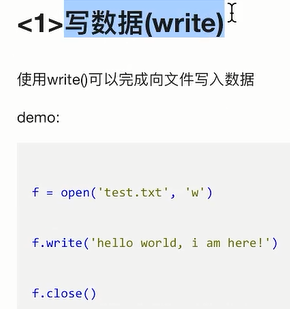 <1>写数据(write)
使用write()可以完成向文件写入数据
demo:
f = open('test.txt', 'w')
f.write('hello world, i am here!')
f.close()